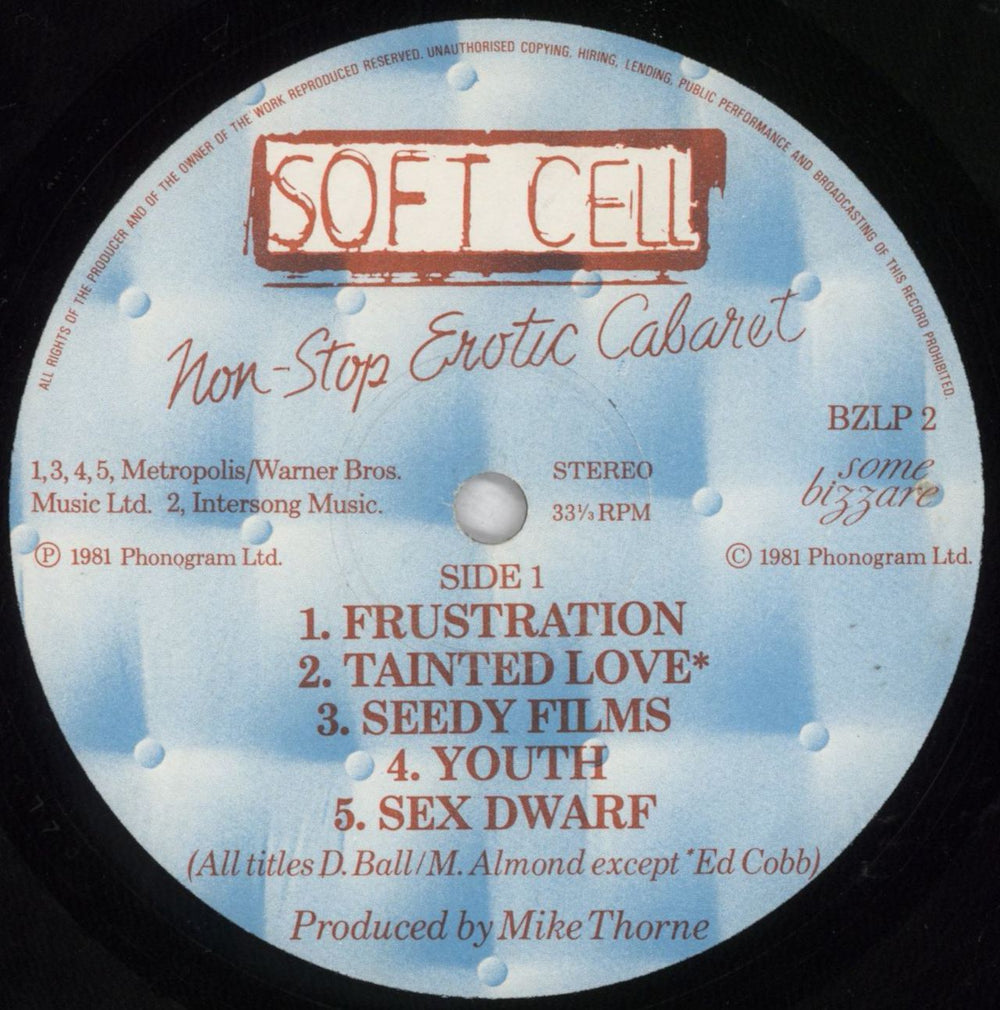 ALL RIGHTS OF THE PRODUCER AND OF THE OWNER OF THE WORK REPRODUCED RESERVED. UNAUTHORISED COPYING, HIRING, LENDING, PUBLIC PERFORMANCE AND BROADCASTING OF THIS RECORD PROHIBITED.
SOFT CELL
Non-Stop Erotic Cabaret
BZLP 2
some
bizzare
1,3,4,5, Metropolis/Warner Bros.
Music Ltd. 2, Intersong Music.
STEREO
33⅓ RPM
Ⓟ 1981 Phonogram Ltd.
© 1981 Phonogram Ltd.
SIDE 1
1. FRUSTRATION
2. TAINTED LOVE*
3. SEEDY FILMS
4. YOUTH
5. SEX DWARF
(All titles D. Ball/M. Almond except *Ed Cobb)
Produced by Mike Thorne